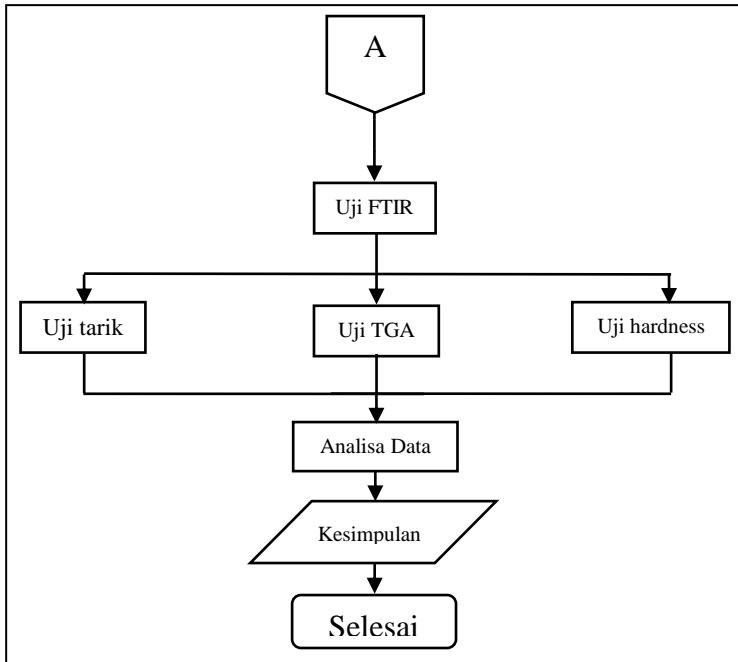 A
Uji FTIR
Uji tarik
Uji TGA
Uji hardness
Analisa Data
Kesimpulan
Selesai